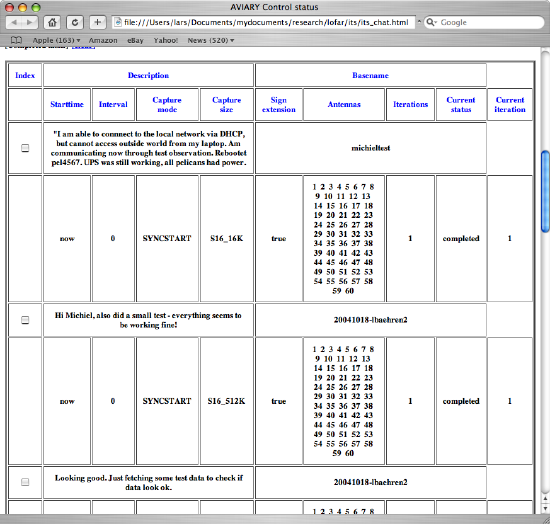 AVIARY Control status
file:///Users/lars/Documents/mydocuments/research/lofar/its/its_chat.html
Google
Apple (163) Amazon eBay Yahoo! News (520)
Index Description Basename
Starttime Interval Capture mode Capture size Sign extension Antennas Iterations Current status Current iteration
"I am able to connnect to the local network via DHCP,
but cannot access outside world from my laptop. Am
communicating now through test observation. Rebootet
pel4567. UPS was still working, all pelicans had power.
michieltest
now 0 SYNCSTART S16_16K true
1 2 3 4 5 6 7 8
9 10 11 12 13
14 15 16 17 18
19 20 21 22 23
24 25 26 27 28
29 30 31 32 33
34 35 36 37 38
39 40 41 42 43
44 45 46 47 48
49 50 51 52 53
54 55 56 57 58
59 60
1 completed 1
Hi Michiel, also did a small test - everything seems to
be working fine!
20041018-lbaehren2
now 0 SYNCSTART S16_512K true
1 2 3 4 5 6 7 8
9 10 11 12 13
14 15 16 17 18
19 20 21 22 23
24 25 26 27 28
29 30 31 32 33
34 35 36 37 38
39 40 41 42 43
44 45 46 47 48
49 50 51 52 53
54 55 56 57 58
59 60
1 completed 1
Looking good. Just fetching some test data to check if
data look ok.
20041018-lbaehren2
1 2 3 4 5 6 7 8